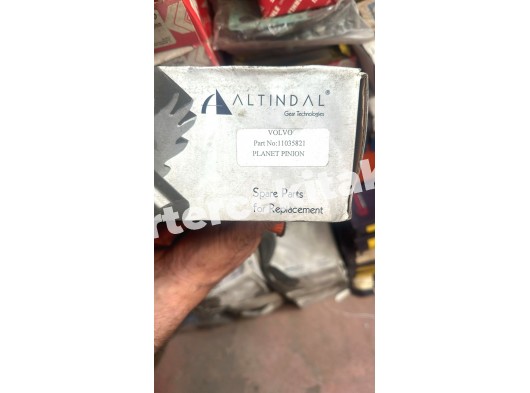 ALTINDAL®
Gear Technologies
VOLVO
Part No:11035821
PLANET PINION
Spare Parts
for Replacement